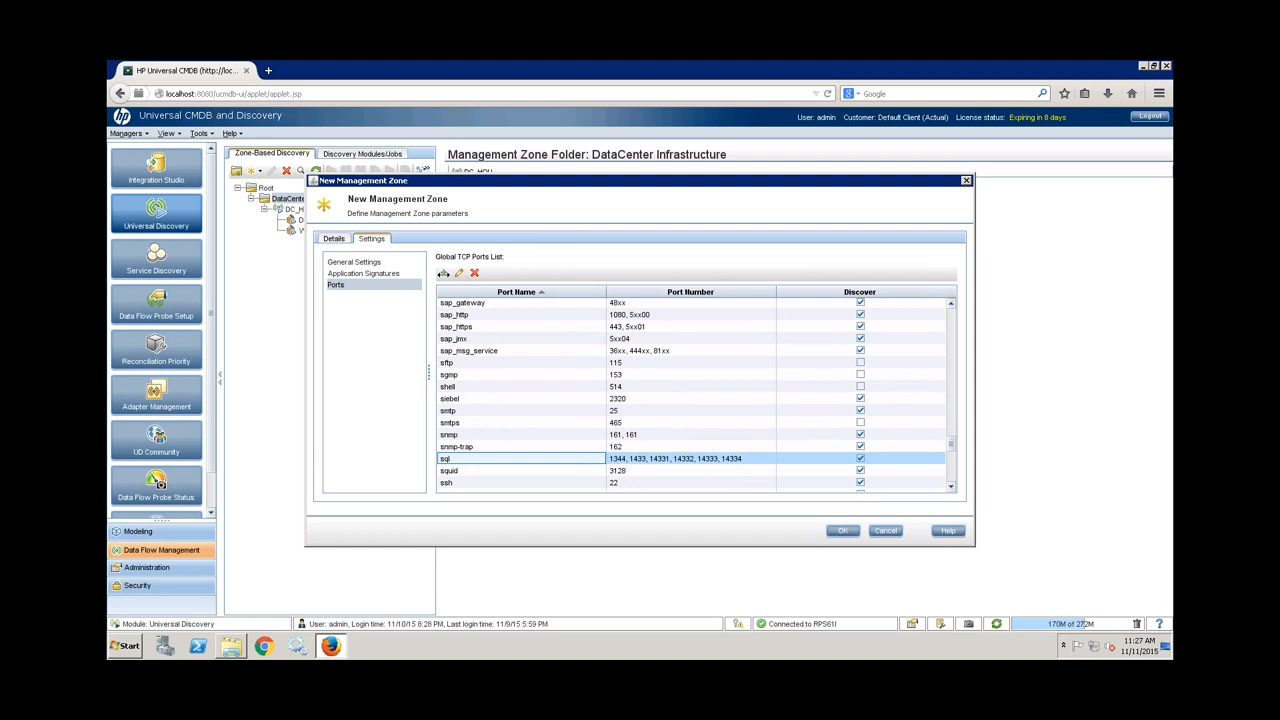 HP Universal CMDB (http://loc...
localhost:8080/ucmdb-ui/applet/applet.jsp
Google
hp Universal CMDB and Discovery
User: admin Customer: Default Client (Actual) License status: Expiring in 8 days Logout
Managers View Tools Help
Zone-Based Discovery Discovery Modules/Jobs
Management Zone Folder: DataCenter Infrastructure
Integration Studio
Universal Discovery
Service Discovery
Data Flow Probe Setup
Reconciliation Priority
Adapter Management
UD Community
Data Flow Probe Status
Modeling
Data Flow Management
Administration
Security
Root
DataCente
DC_H
New Management Zone
New Management Zone
Define Management Zone parameters
Details Settings
General Settings
Application Signatures
Ports
Global TCP Ports List:
Port Name Port Number Discover
sap_gateway 48xx
sap_http 1080, 5xx00
sap_https 443, 5xx01
sap_jmx 5xx04
sap_msg_service 36xx, 444xx, 81xx
sftp 115
sgmp 153
shell 514
siebel 2320
smtp 25
smtps 465
snmp 161, 161
snmp-trap 162
sql 1344, 1433, 14331, 14332, 14333, 14334
squid 3128
ssh 22
OK Cancel Help
Module: Universal Discovery
User: admin, Login time: 11/10/15 8:28 PM, Last login time: 11/9/15 5:59 PM
Connected to RPS61I
170M of 272M
Start
11:27 AM
11/11/2015